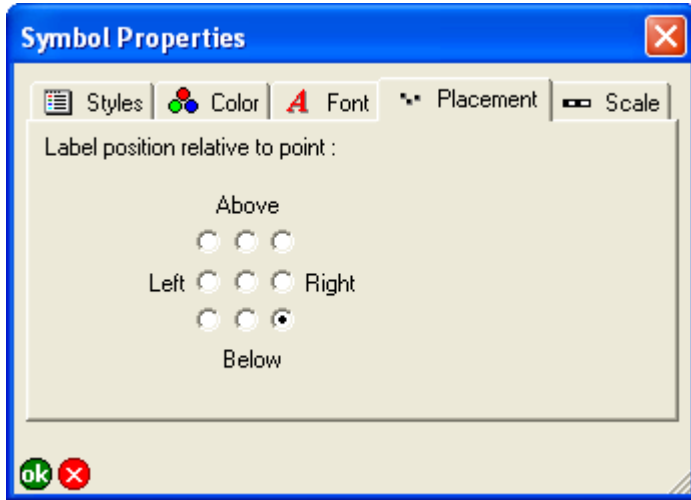 Symbol Properties
Styles Color A Font Placement Scale
Label position relative to point :
Above
Left Right
Below
ok